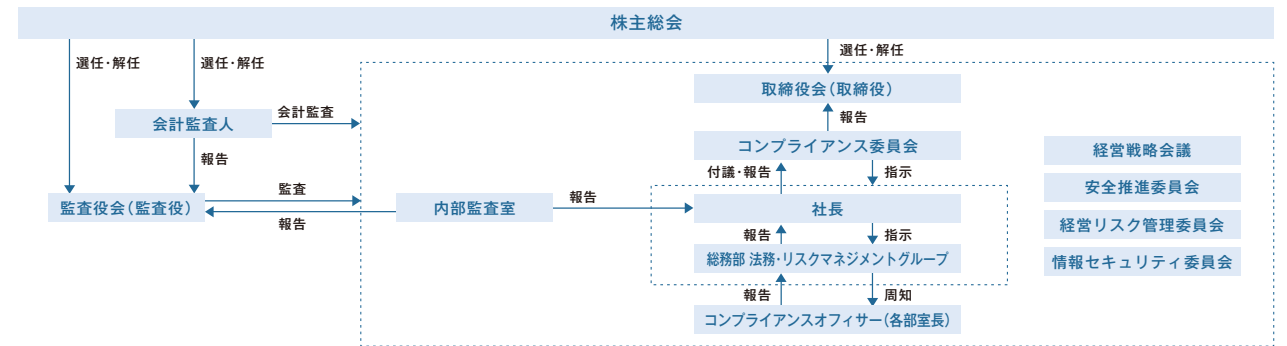 株主総会
選任・解任
選任・解任
選任・解任
取締役会(取締役)
会計監査人
会計監査
報告
コンプライアンス委員会
経営戦略会議
報告
付議・報告
指示
安全推進委員会
監査役会(監査役)
監査
報告
内部監査室
報告
社長
経営リスク管理委員会
報告
指示
総務部 法務・リスクマネジメントグループ
情報セキュリティ委員会
報告
周知
コンプライアンスオフィサー(各部室長)